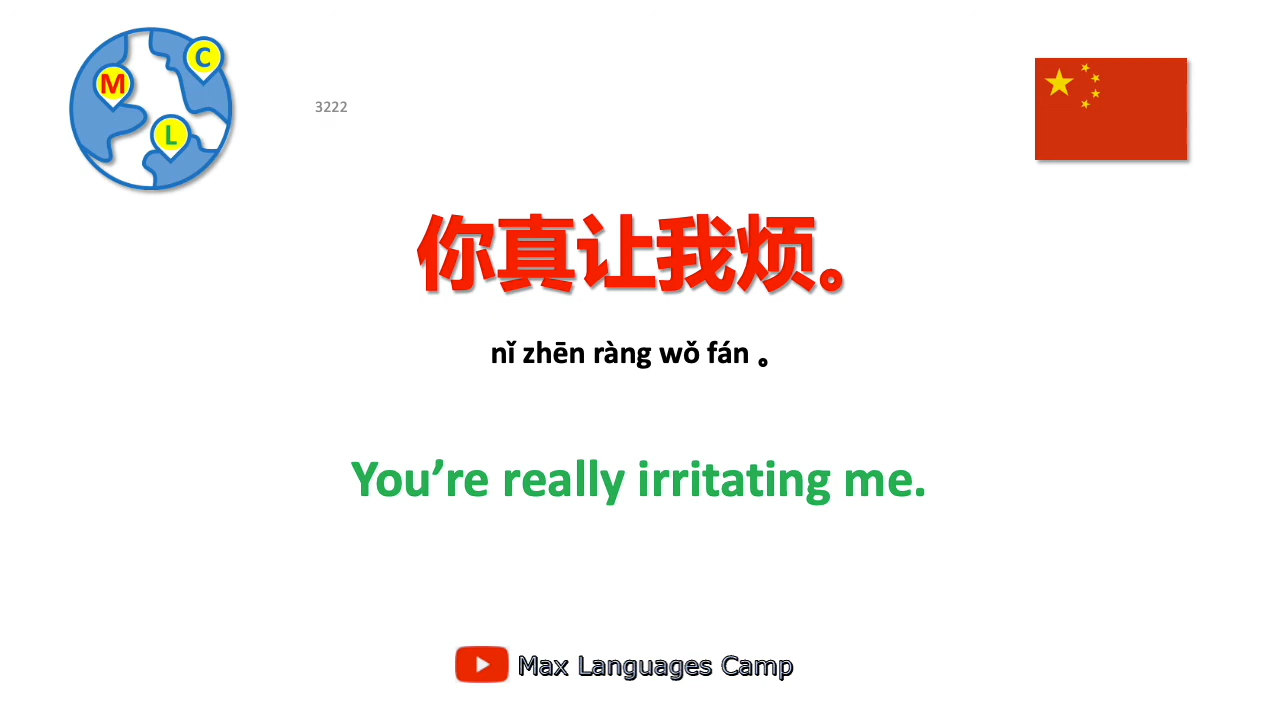 C
M
L
3222
你真让我烦。
nǐ zhēn ràng wǒ fán 。
You’re really irritating me.
Max Languages Camp